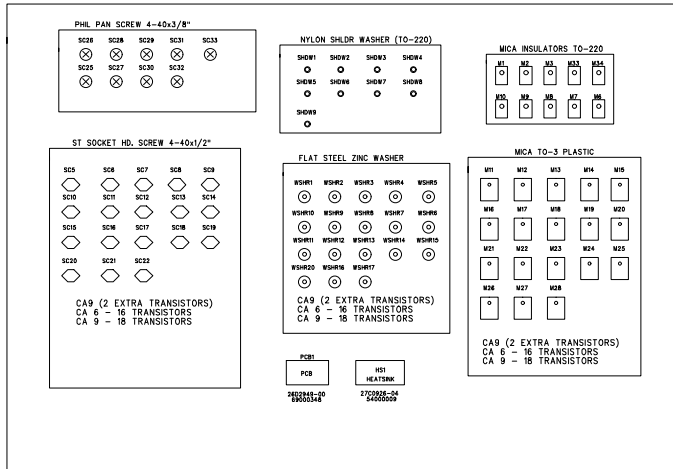 PHIL PAN SCREW 4-40x3/8"
SC26 SC28 SC29 SC31 SC33
SC25 SC27 SC30 SC32
NYLON SHLDR WASHER (TO-220)
SHDW1 SHDW2 SHDW3 SHDW4
SHDW5 SHDW6 SHDW7 SHDW8
SHDW9
MICA INSULATORS TO-220
M1 M2 M3 M33 M34
M10 M9 M8 M7 M6
ST SOCKET HD. SCREW 4-40x1/2"
SC5 SC6 SC7 SC8 SC9
SC10 SC11 SC12 SC13 SC14
SC15 SC16 SC17 SC18 SC19
SC20 SC21 SC22
CA9 (2 EXTRA TRANSISTORS)
CA 6 - 16 TRANSISTORS
CA 9 - 18 TRANSISTORS
FLAT STEEL ZINC WASHER
WSHR1 WSHR2 WSHR3 WSHR4 WSHR5
WSHR10 WSHR9 WSHR8 WSHR7 WSHR6
WSHR11 WSHR12 WSHR13 WSHR14 WSHR15
WSHR20 WSHR16 WSHR17
CA9 (2 EXTRA TRANSISTORS)
CA 6 - 16 TRANSISTORS
CA 9 - 18 TRANSISTORS
MICA TO-3 PLASTIC
M11 M12 M13 M14 M15
M16 M17 M18 M19 M20
M21 M22 M23 M24 M25
M26 M27 M28
CA9 (2 EXTRA TRANSISTORS)
CA 6 - 16 TRANSISTORS
CA 9 - 18 TRANSISTORS
PCB1
PCB
26D2949-00
69000348
HS1
HEATSINK
27C0926-04
54000009